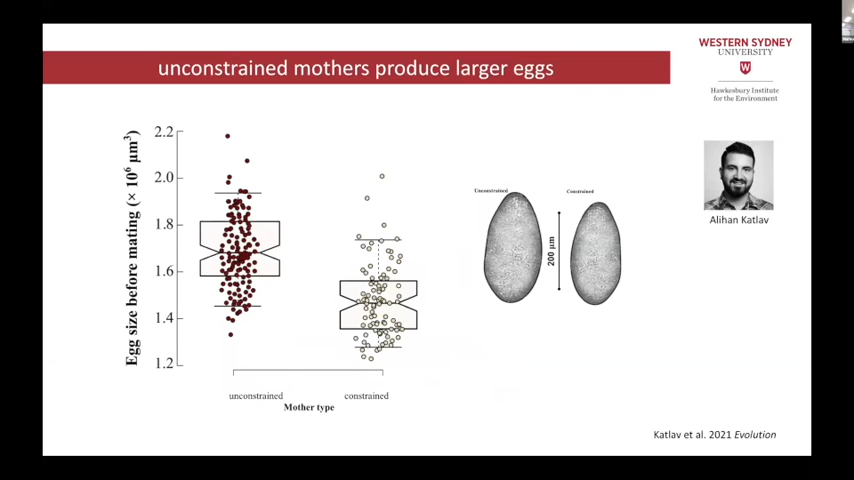 unconstrained mothers produce larger eggs
WESTERN SYDNEY
UNIVERSITY
W
Hawkesbury Institute
for the Environment
Alihan Katlav
Egg size before mating (× 10⁶ µm³)
2.2
2.0
1.8
1.6
1.4
1.2
unconstrained constrained
Mother type
Unconstrained Constrained
200 µm
Katlav et al. 2021 Evolution